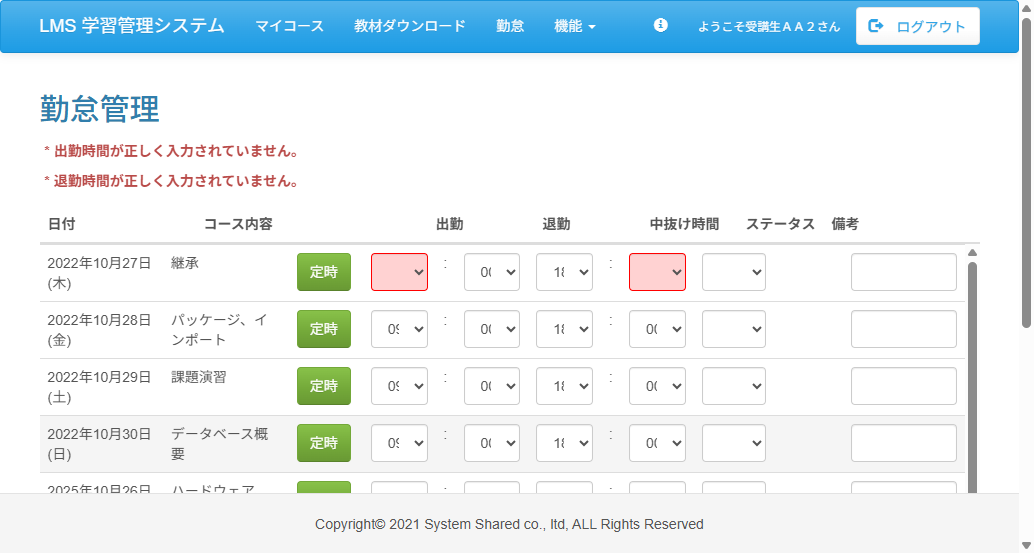 LMS 学習管理システム マイコース 教材ダウンロード 勤怠 機能 ようこそ受講生ＡＡ２さん ログアウト
勤怠管理
* 出勤時間が正しく入力されていません。
* 退勤時間が正しく入力されていません。
日付 コース内容 出勤 退勤 中抜け時間 ステータス 備考
2022年10月27日 継承 定時 : 00 18 :
(木)
2022年10月28日 パッケージ、イ 定時 09 : 00 18 : 00
(金) ンポート
2022年10月29日 課題演習 定時 09 : 00 18 : 00
(土)
2022年10月30日 データベース概 定時 09 : 00 18 : 00
(日) 要
2025年10月26日 ハードウェア
Copyright© 2021 System Shared co., ltd, ALL Rights Reserved